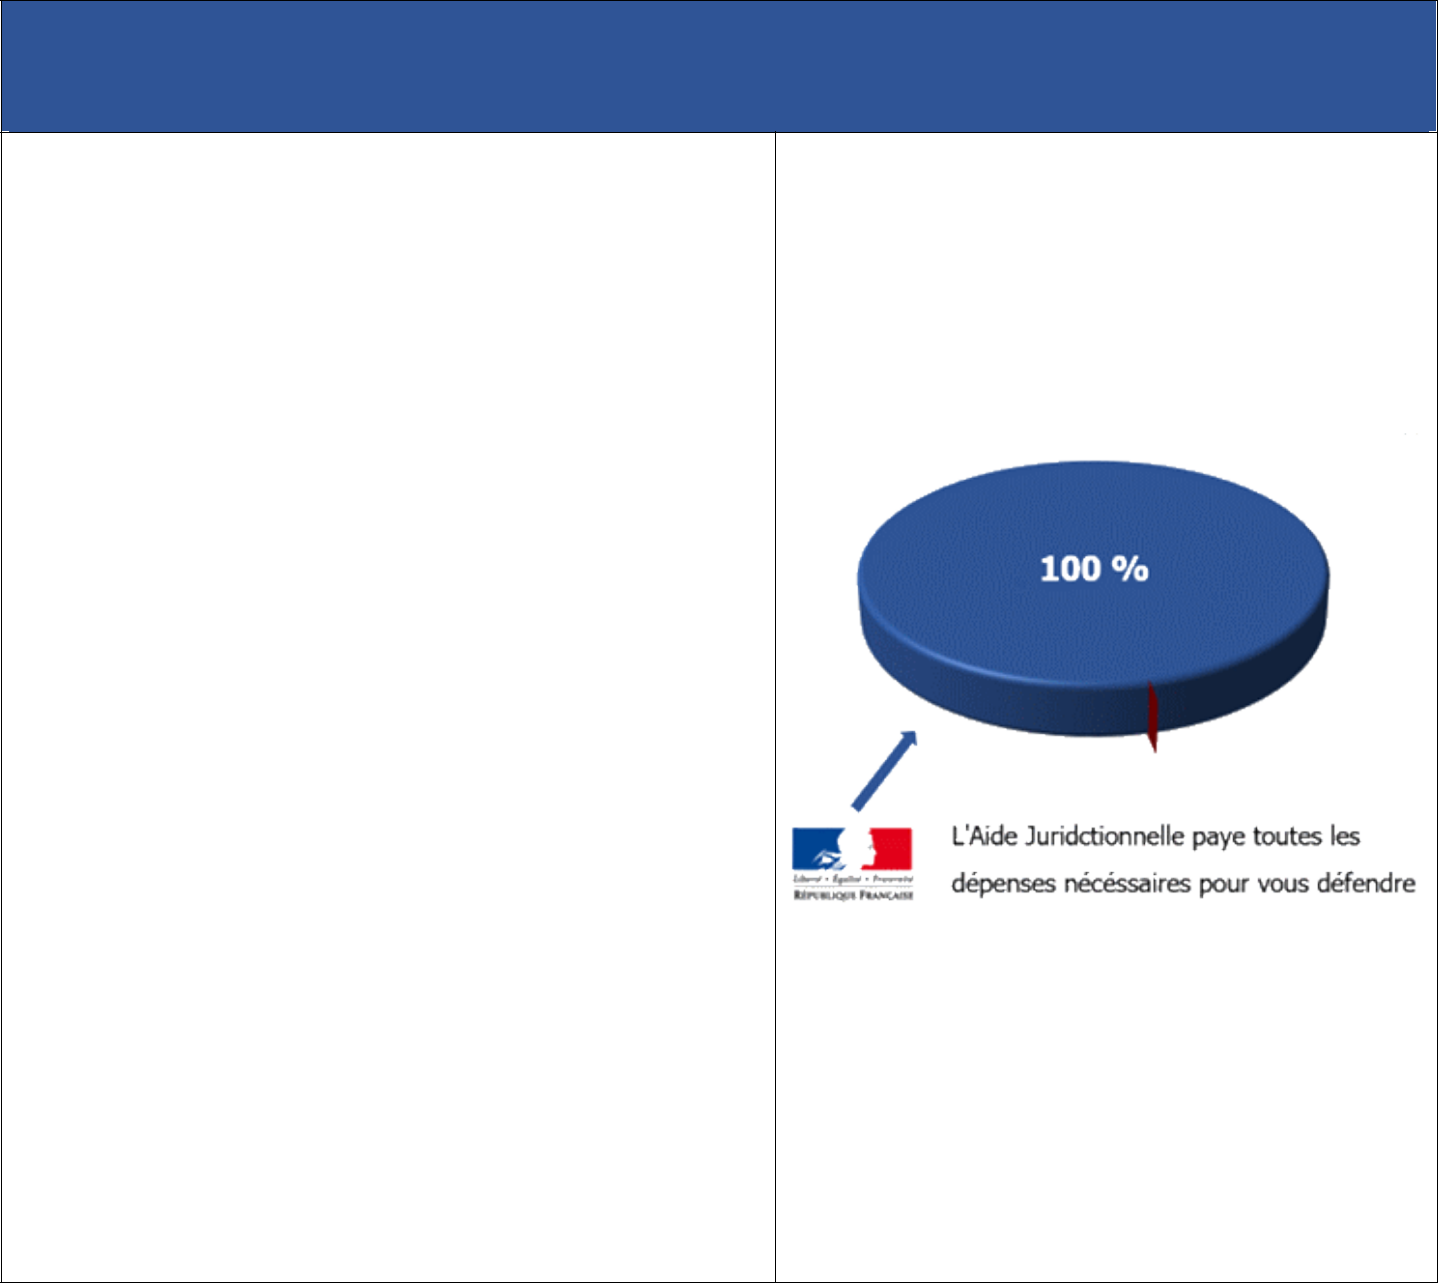 100 %
L'Aide Juridctionnelle paye toutes les
dépenses nécéssaires pour vous défendre
Liberté • Égalité • Fraternité
RÉPUBLIQUE FRANÇAISE